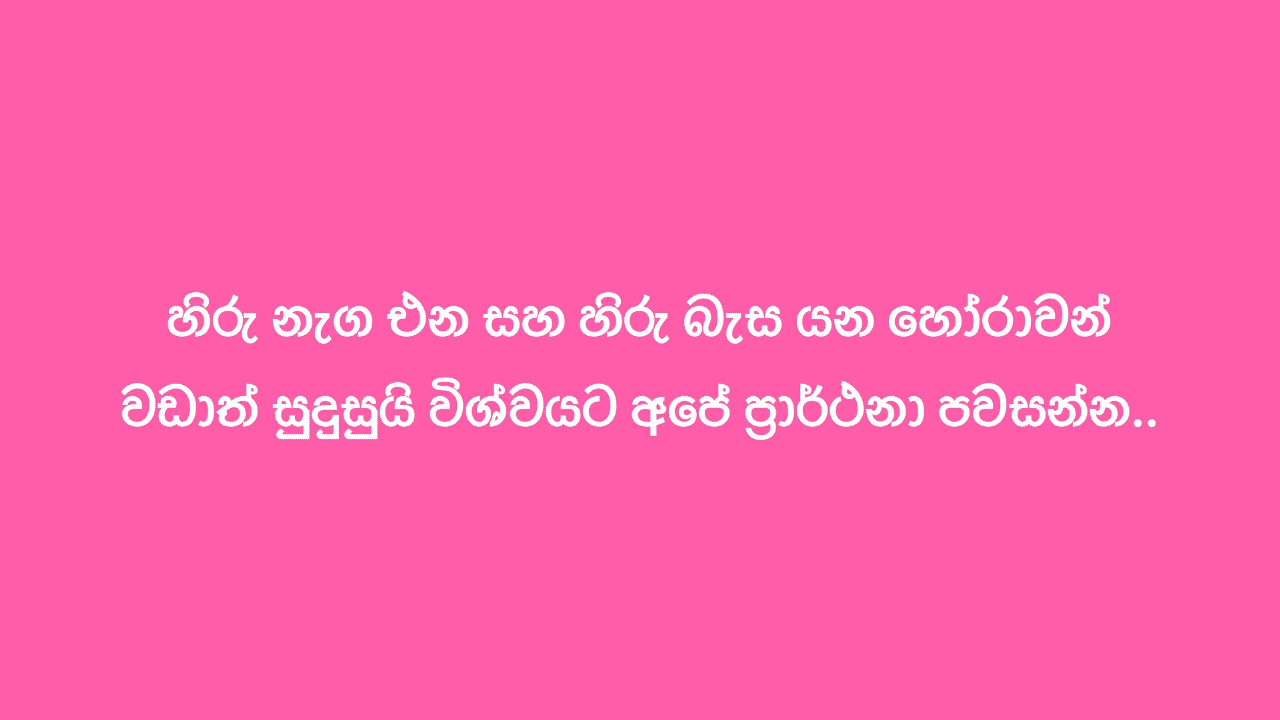 හිරු නැග එන සහ හිරු බැස යන හෝරාවන්
වඩාත් සුදුසුයි විශ්වයට අපේ ප්‍රාර්ථනා පවසන්න..